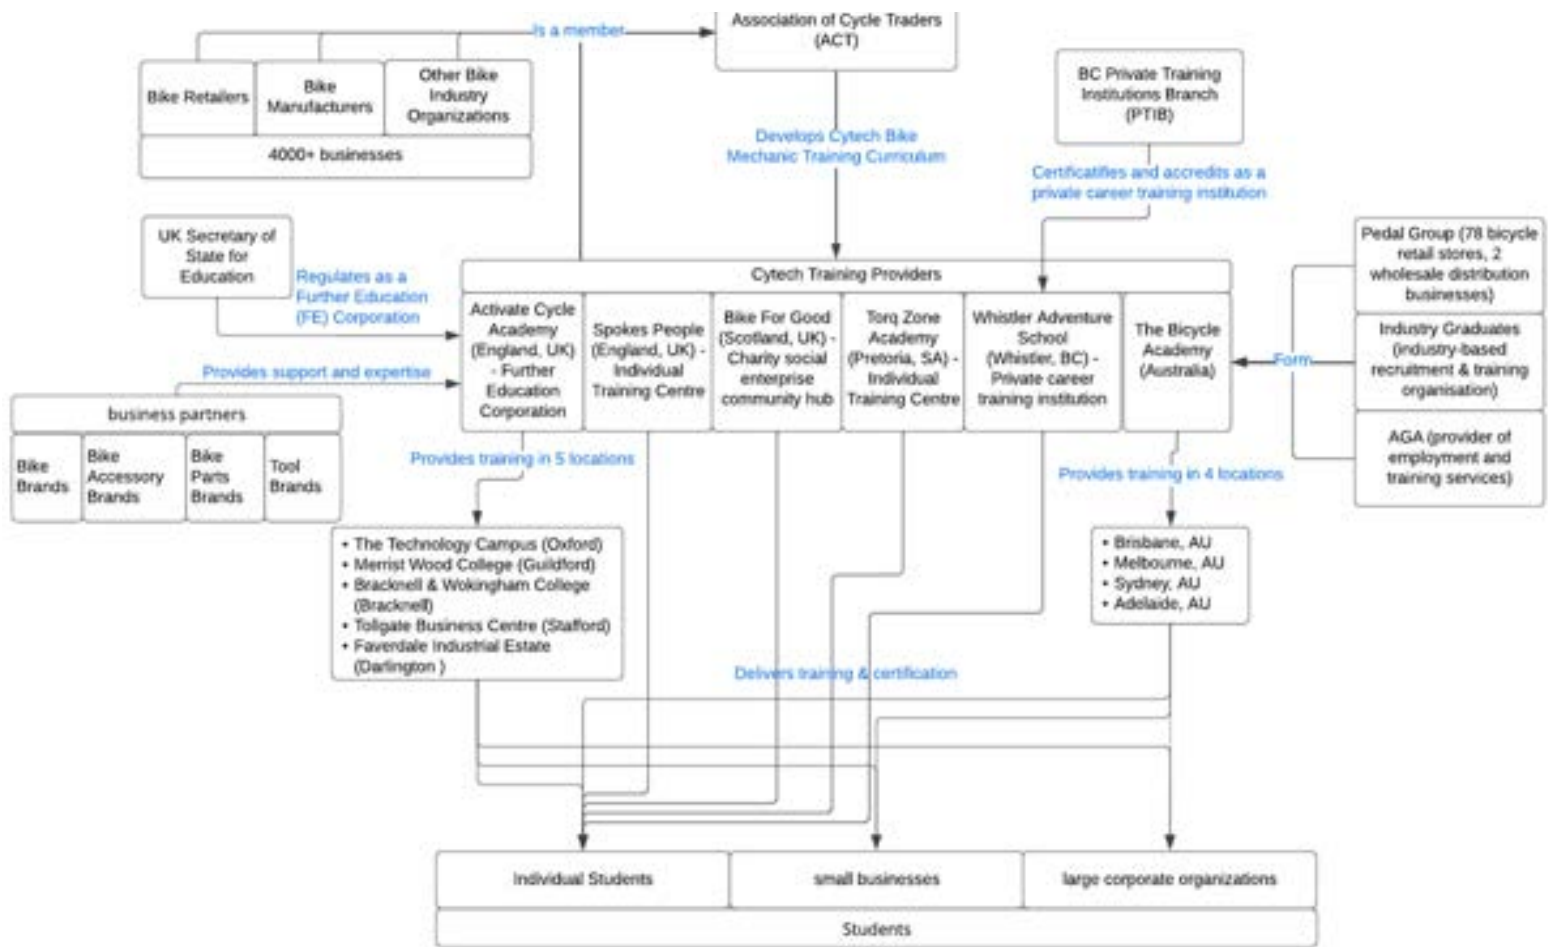 Is a member
Association of Cycle Traders
(ACT)
Bike Retailers
Bike
Manufacturers
Other Bike
Industry
Organizations
4000+ businesses
BC Private Training
Institutions Branch
(PTIB)
Develops Cytech Bike
Mechanic Training Curriculum
Certificatifies and accredits as a
private career training institution
UK Secretary of
State for
Education
Regulates as a
Further Education
(FE) Corporation
Cytech Training Providers
Activate Cycle
Academy
(England, UK)
- Further
Education
Corporation
Spokes People
(England, UK) -
Individual
Training Centre
Bike For Good
(Scotland, UK) -
Charity social
enterprise
community hub
Torq Zone
Academy
(Pretoria, SA) -
Individual
Training Centre
Whistler Adventure
School
(Whistler, BC) -
Private career
training institution
The Bicycle
Academy
(Australia)
Form
Pedal Group (78 bicycle
retail stores, 2
wholesale distribution
businesses)
Industry Graduates
(industry-based
recruitment & training
organisation)
AGA (provider of
employment and
training services)
Provides support and expertise
business partners
Bike
Brands
Bike
Accessory
Brands
Bike
Parts
Brands
Tool
Brands
Provides training in 5 locations
• The Technology Campus (Oxford)
• Merrist Wood College (Guildford)
• Bracknell & Wokingham College
(Bracknell)
• Tollgate Business Centre (Stafford)
• Faverdale Industrial Estate
(Darlington )
Provides training in 4 locations
• Brisbane, AU
• Melbourne, AU
• Sydney, AU
• Adelaide, AU
Delivers training & certification
Individual Students
small businesses
large corporate organizations
Students